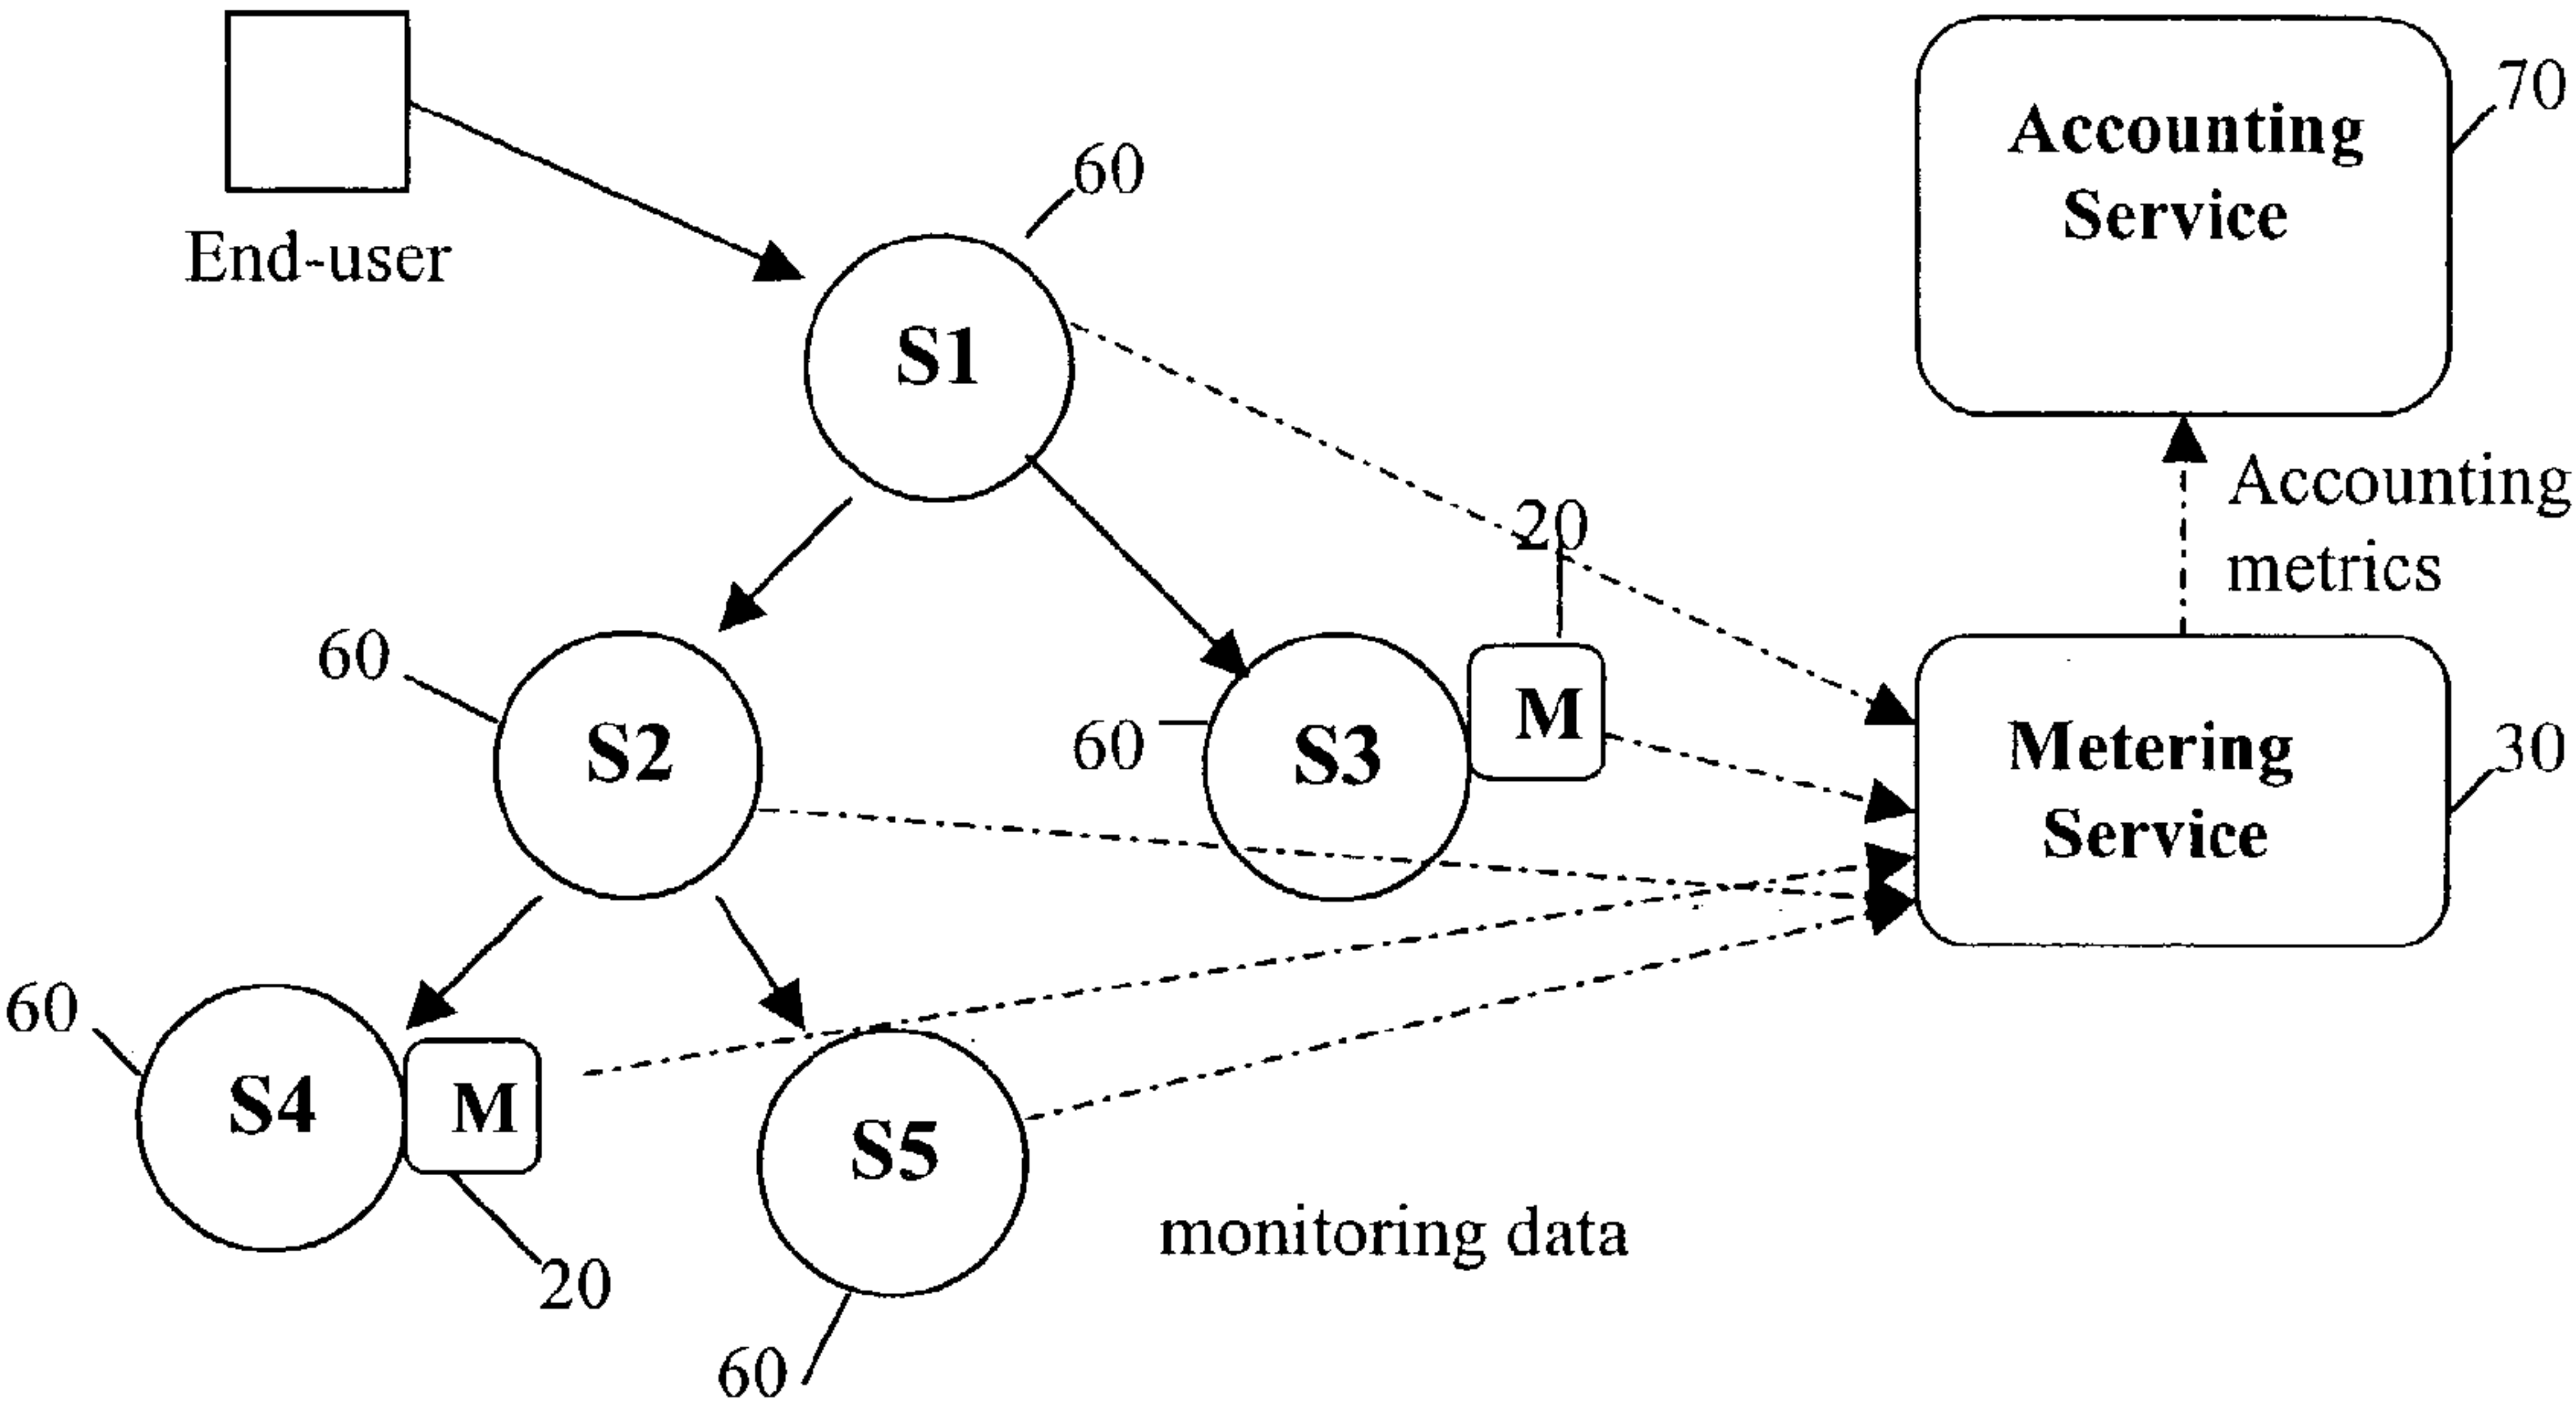 70
Accounting
Service
60
End-user
S1
Accounting
metrics
20
60
S2
60
S3
M
Metering
Service
30
60
S4
M
S5
monitoring data
20
60